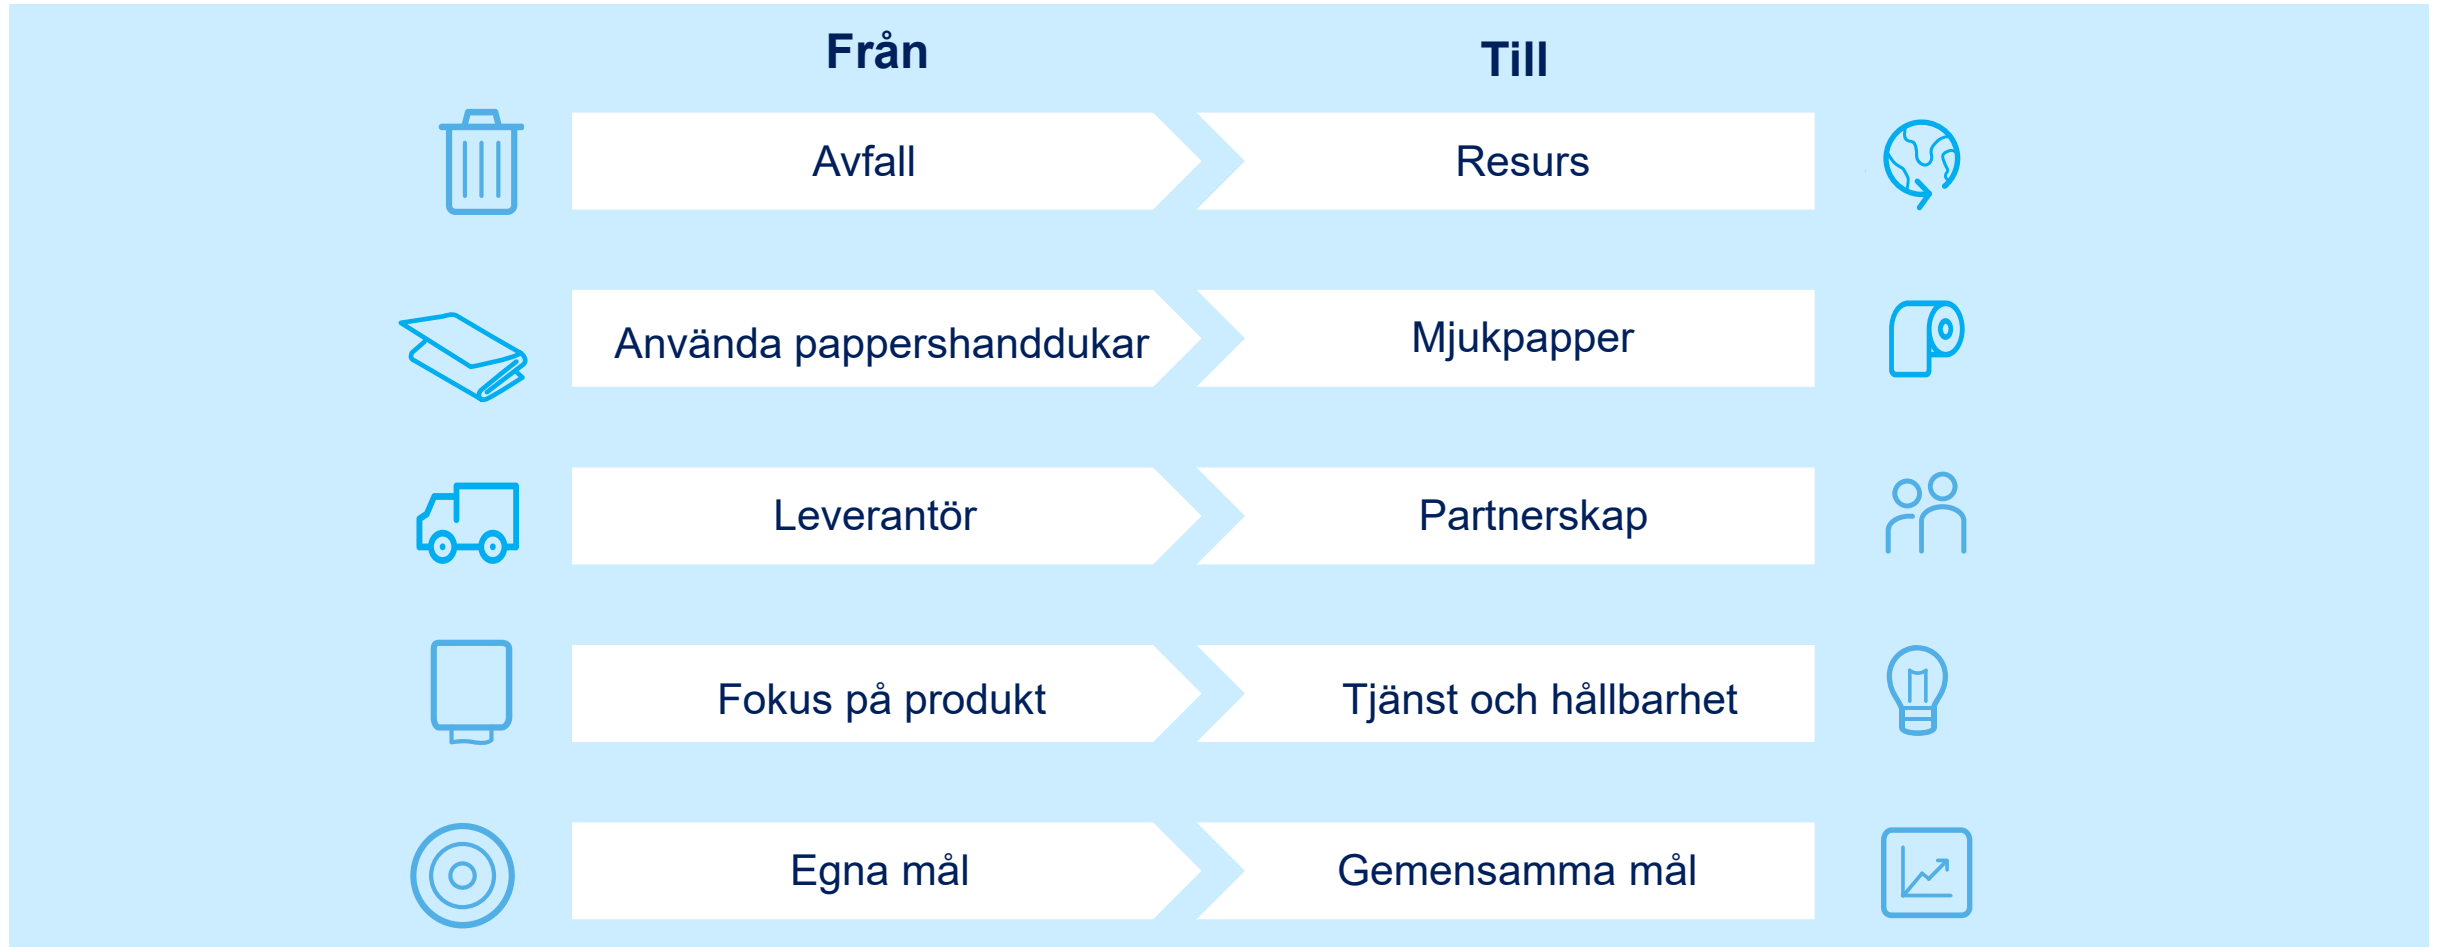 Från
Till
Avfall
Resurs
Använda pappershanddukar
Mjukpapper
Leverantör
Partnerskap
Fokus på produkt
Tjänst och hållbarhet
Egna mål
Gemensamma mål